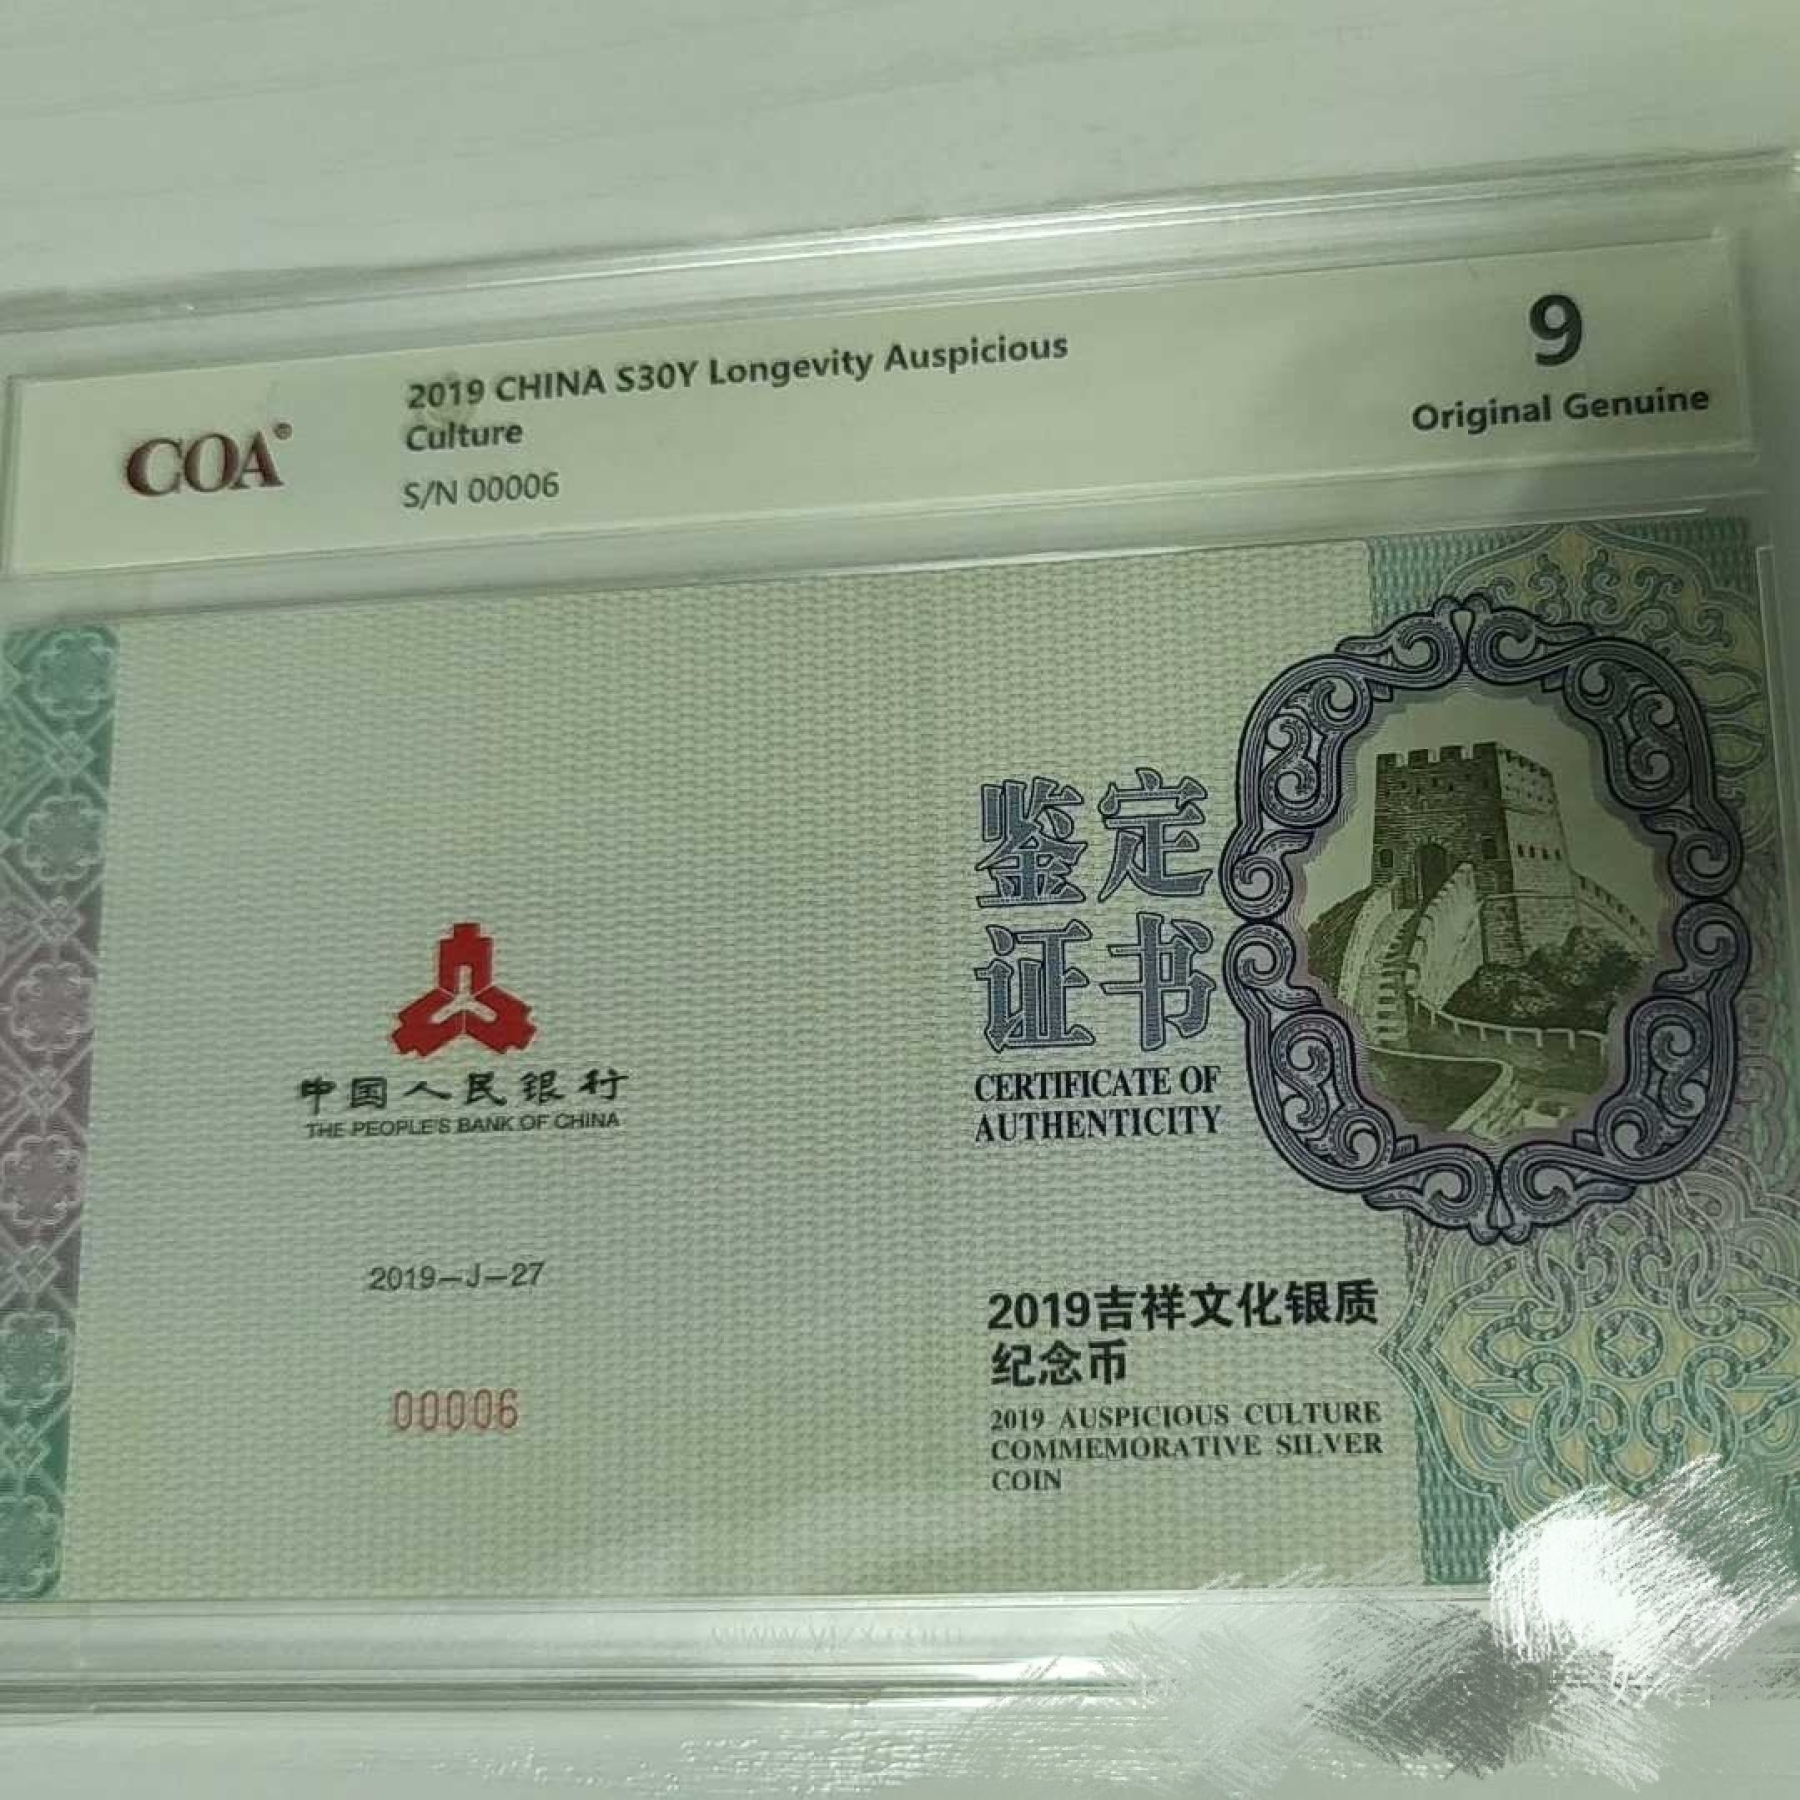 2019 CHINA S30Y Longevity Auspicious
Culture
S/N 00006
COA®
9
Original Genuine
中国人民银行
THE PEOPLE'S BANK OF CHINA
2019-J-27
00006
鉴定
证书
CERTIFICATE OF
AUTHENTICITY
2019吉祥文化银质
纪念币
2019 AUSPICIOUS CULTURE
COMMEMORATIVE SILVER
COIN